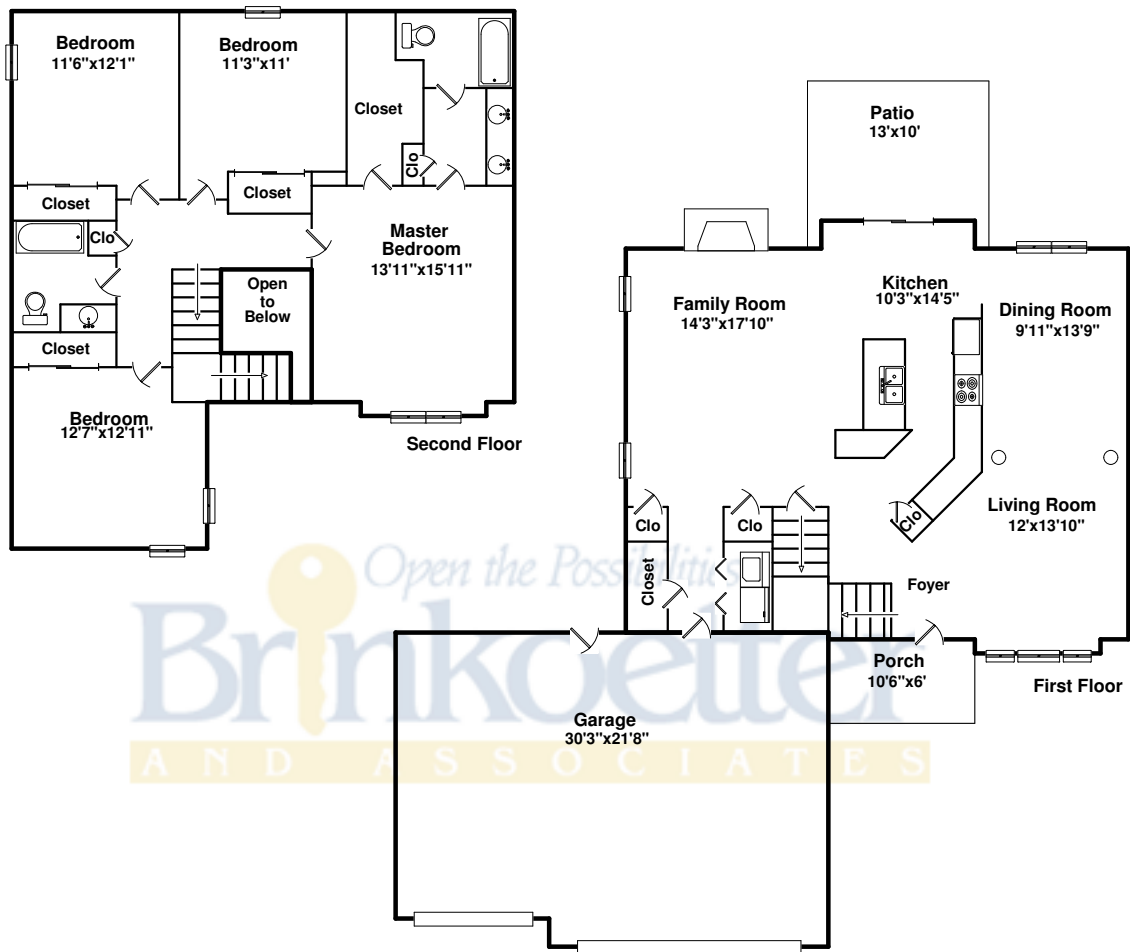 Bedroom
11'6"x12'1"
Bedroom
11'3"x11'
Closet
Clo
Closet
Closet
Clo
Master
Bedroom
13'11"x15'11"
Open
to
Below
Closet
Bedroom
12'7"x12'11"
Second Floor
Patio
13'x10'
Kitchen
10'3"x14'5"
Family Room
14'3"x17'10"
Dining Room
9'11"x13'9"
Living Room
12'x13'10"
Clo
Clo
Clo
Closet
Foyer
Porch
10'6"x6'
First Floor
Garage
30'3"x21'8"
Open the Possibilities
Brinkoetter
AND ASSOCIATES